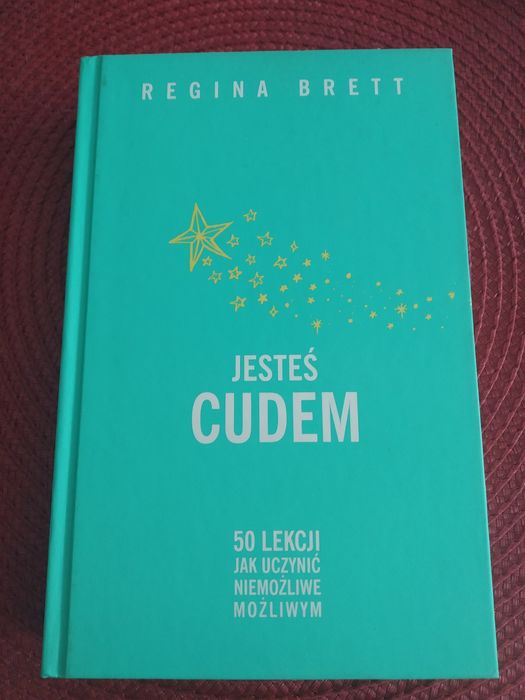 REGINA BRETT
JESTEŚ
CUDEM
50 LEKCJI
JAK UCZYNIĆ
NIEMOŻLIWE
MOŻLIWYM